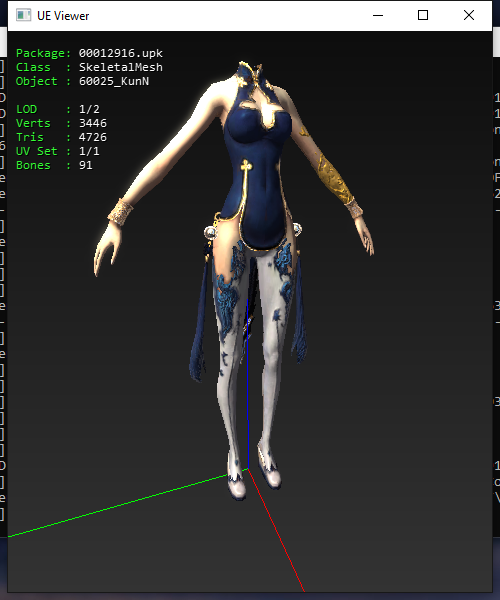 UE Viewer
Package: 00012916.upk
Class : SkeletalMesh
Object : 60025_KunN
LOD : 1/2
Verts : 3446
Tris : 4726
UV Set : 1/1
Bones : 91